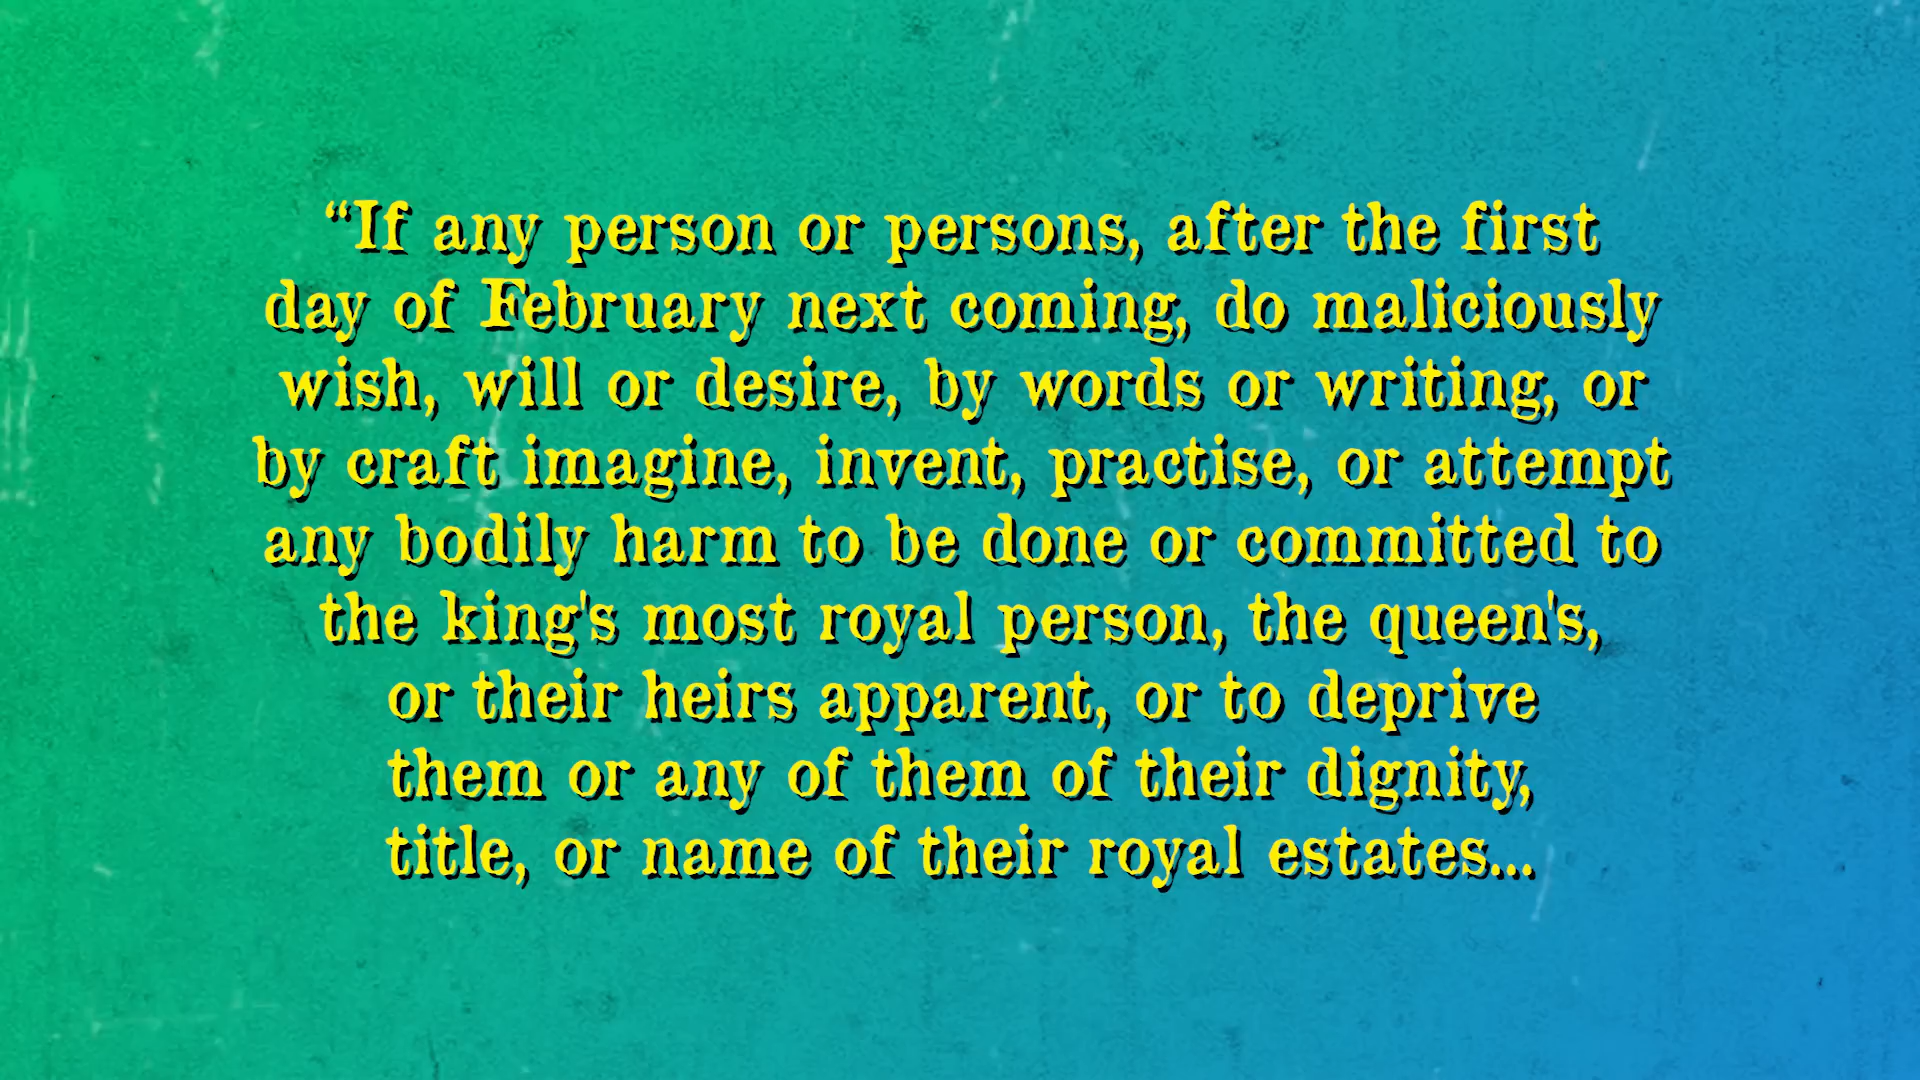 “If any person or persons, after the first
day of February next coming, do maliciously
wish, will or desire, by words or writing, or
by craft imagine, invent, practise, or attempt
any bodily harm to be done or committed to
the king's most royal person, the queen's,
or their heirs apparent, or to deprive
them or any of them of their dignity,
title, or name of their royal estates...